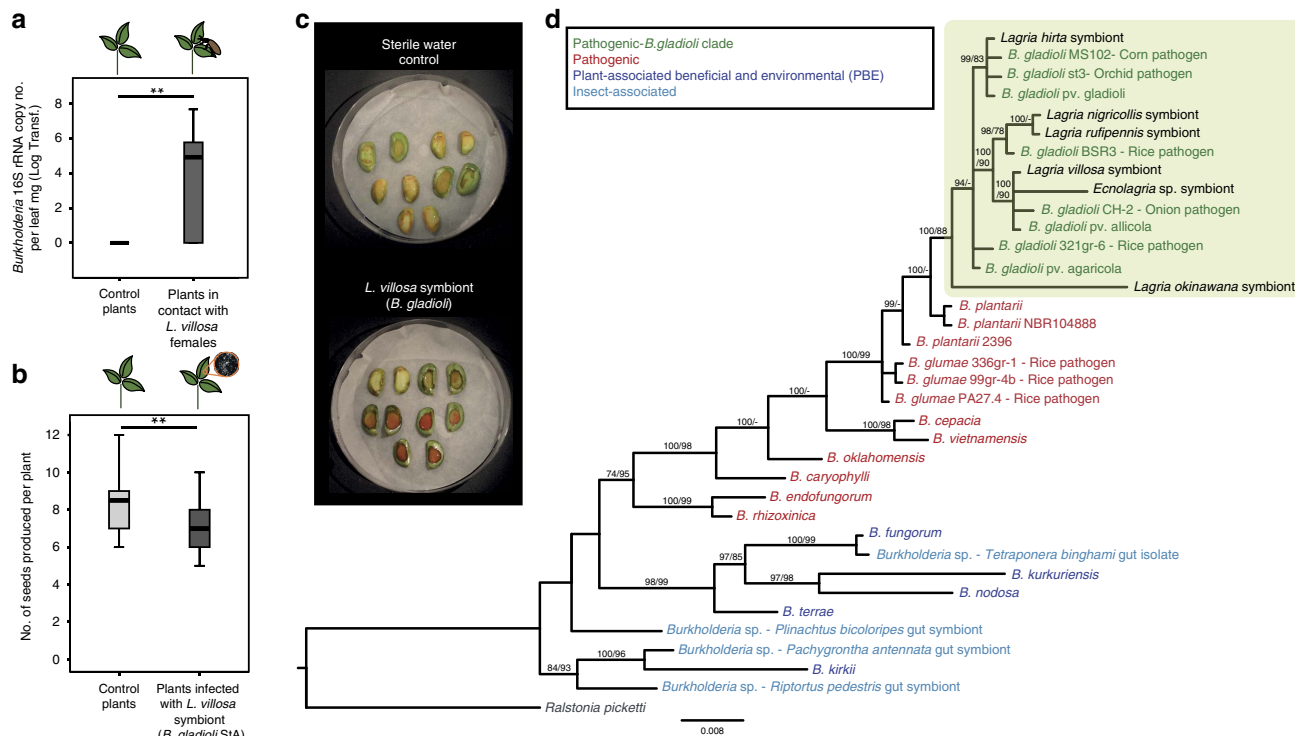 a
**
Burkholderia 16S rRNA copy no.
per leaf mg (Log Transf.)
8
6
4
2
0
Control
plants
Plants in
contact with
L. villosa
females
b
**
No. of seeds produced per plant
12
10
8
6
4
2
0
Control
plants
Plants infected
with L. villosa
symbiont
(B. gladioli StA)
c
Sterile water
control
L. villosa symbiont
(B. gladioli)
d
Pathogenic-B.gladioli clade
Pathogenic
Plant-associated beneficial and environmental (PBE)
Insect-associated
Lagria hirta symbiont
99/83
B. gladioli MS102- Corn pathogen
B. gladioli st3- Orchid pathogen
B. gladioli pv. gladioli
100/-
Lagria nigricollis symbiont
98/78
Lagria rufipennis symbiont
100
/90
B. gladioli BSR3 - Rice pathogen
Lagria villosa symbiont
94/-
100
/90
Ecnolagria sp. symbiont
B. gladioli CH-2 - Onion pathogen
B. gladioli pv. allicola
100/88
B. gladioli 321gr-6 - Rice pathogen
B. gladioli pv. agaricola
100/-
Lagria okinawana symbiont
99/-
B. plantarii
B. plantarii NBR104888
B. plantarii 2396
100/99
B. glumae 336gr-1 - Rice pathogen
B. glumae 99gr-4b - Rice pathogen
100/-
B. glumae PA27.4 - Rice pathogen
B. cepacia
100/98
100/-
B. vietnamensis
100/98
B. oklahomensis
74/95
B. caryophylli
100/99
B. endofungorum
B. rhizoxinica
B. fungorum
100/99
97/85
Burkholderia sp. - Tetraponera binghami gut isolate
98/99
97/98
B. kurkuriensis
B. nodosa
B. terrae
Burkholderia sp. - Plinachtus bicoloripes gut symbiont
100/96
Burkholderia sp. - Pachygrontha antennata gut symbiont
84/93
B. kirkii
Burkholderia sp. - Riptortus pedestris gut symbiont
Ralstonia picketti
0.008